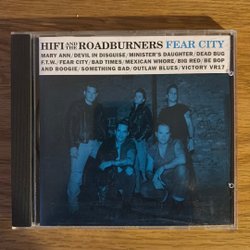 HIFI AND THE ROADBURNERS FEAR CITY
MARY ANN/DEVIL IN DISGUISE/MINISTER'S DAUGHTER/DEAD BUG
F.T.W./FEAR CITY/BAD TIMES/MEXICAN WHORE/BIG RED/BE BOP
AND BOOGIE/SOMETHING BAD/OUTLAW BLUES/VICTORY VR17